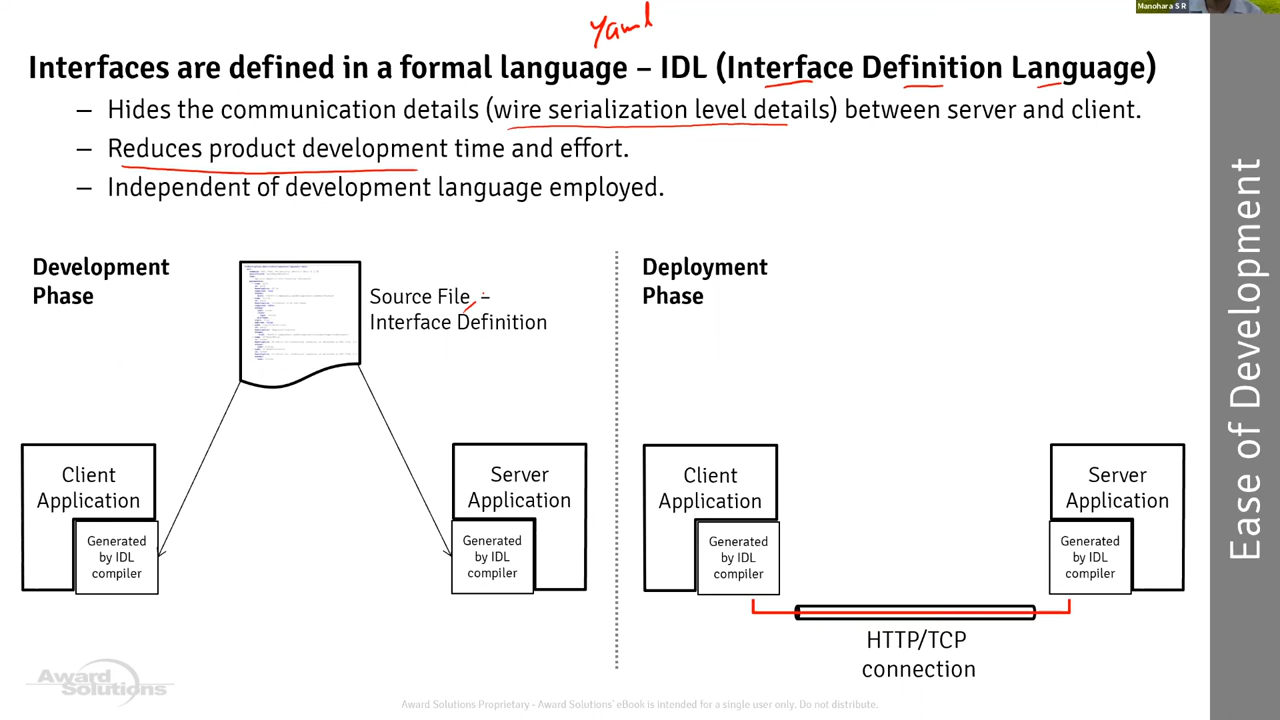 Manohara S R
yaml
Interfaces are defined in a formal language – IDL (Interface Definition Language)
– Hides the communication details (wire serialization level details) between server and client.
– Reduces product development time and effort.
– Independent of development language employed.
Development
Phase
Source File –
Interface Definition
Client
Application
Generated
by IDL
compiler
Server
Application
Generated
by IDL
compiler
Deployment
Phase
Client
Application
Generated
by IDL
compiler
Server
Application
Generated
by IDL
compiler
HTTP/TCP
connection
Ease of Development
Award
Solutions
Award Solutions Proprietary - Award Solutions' eBook is intended for a single user only. Do not distribute.